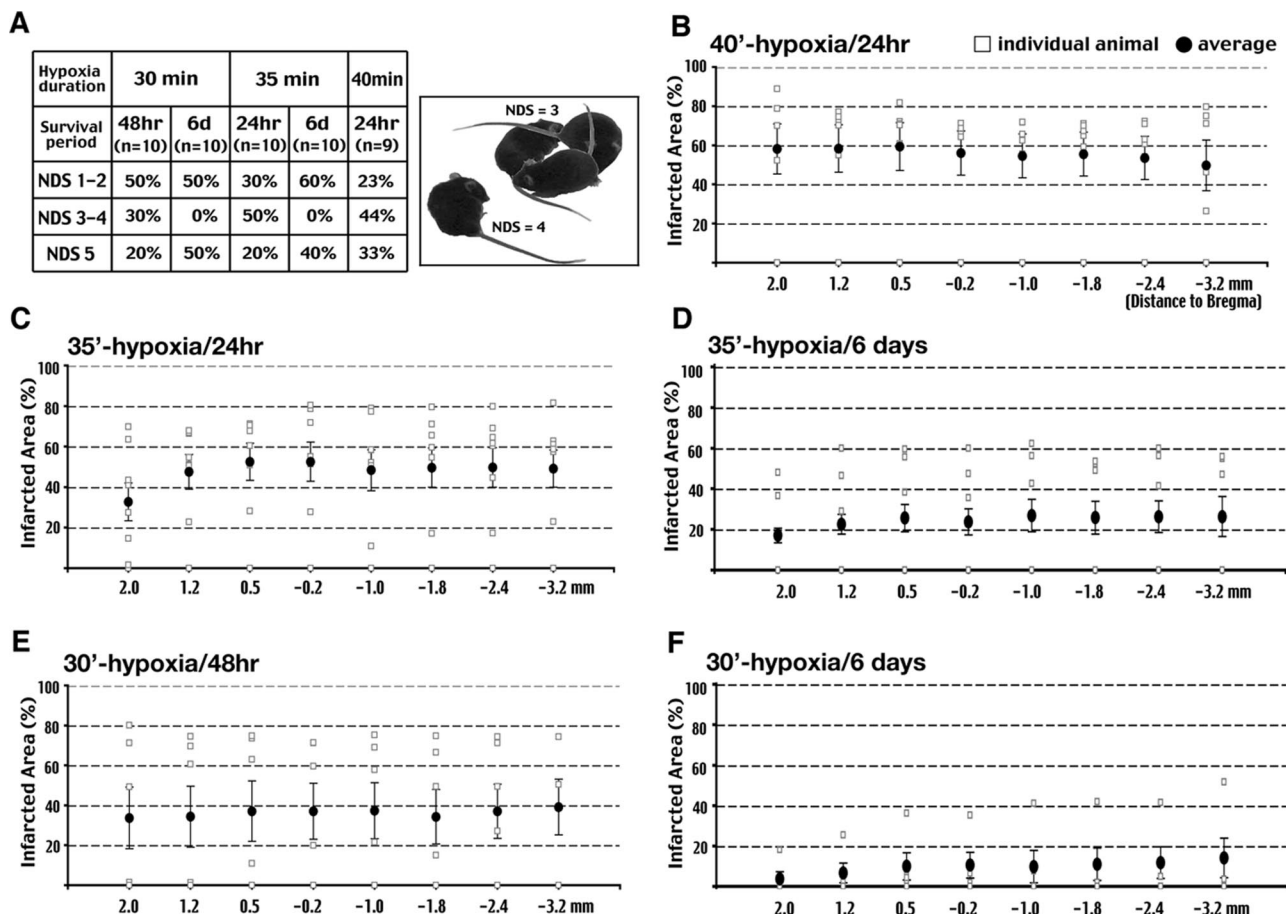 A
Hypoxia duration 30 min 35 min 40min
Survival period 48hr (n=10) 6d (n=10) 24hr (n=10) 6d (n=10) 24hr (n=9)
NDS 1-2 50% 50% 30% 60% 23%
NDS 3-4 30% 0% 50% 0% 44%
NDS 5 20% 50% 20% 40% 33%
NDS = 3
NDS = 4
B
40'-hypoxia/24hr
individual animal average
Infarcted Area (%)
100
80
60
40
20
2.0 1.2 0.5 -0.2 -1.0 -1.8 -2.4 -3.2 mm
(Distance to Bregma)
C
35'-hypoxia/24hr
Infarcted Area (%)
100
80
60
40
20
2.0 1.2 0.5 -0.2 -1.0 -1.8 -2.4 -3.2 mm
D
35'-hypoxia/6 days
Infarcted Area (%)
100
80
60
40
20
2.0 1.2 0.5 -0.2 -1.0 -1.8 -2.4 -3.2 mm
E
30'-hypoxia/48hr
Infarcted Area (%)
100
80
60
40
20
2.0 1.2 0.5 -0.2 -1.0 -1.8 -2.4 -3.2 mm
F
30'-hypoxia/6 days
Infarcted Area (%)
100
80
60
40
20
2.0 1.2 0.5 -0.2 -1.0 -1.8 -2.4 -3.2 mm